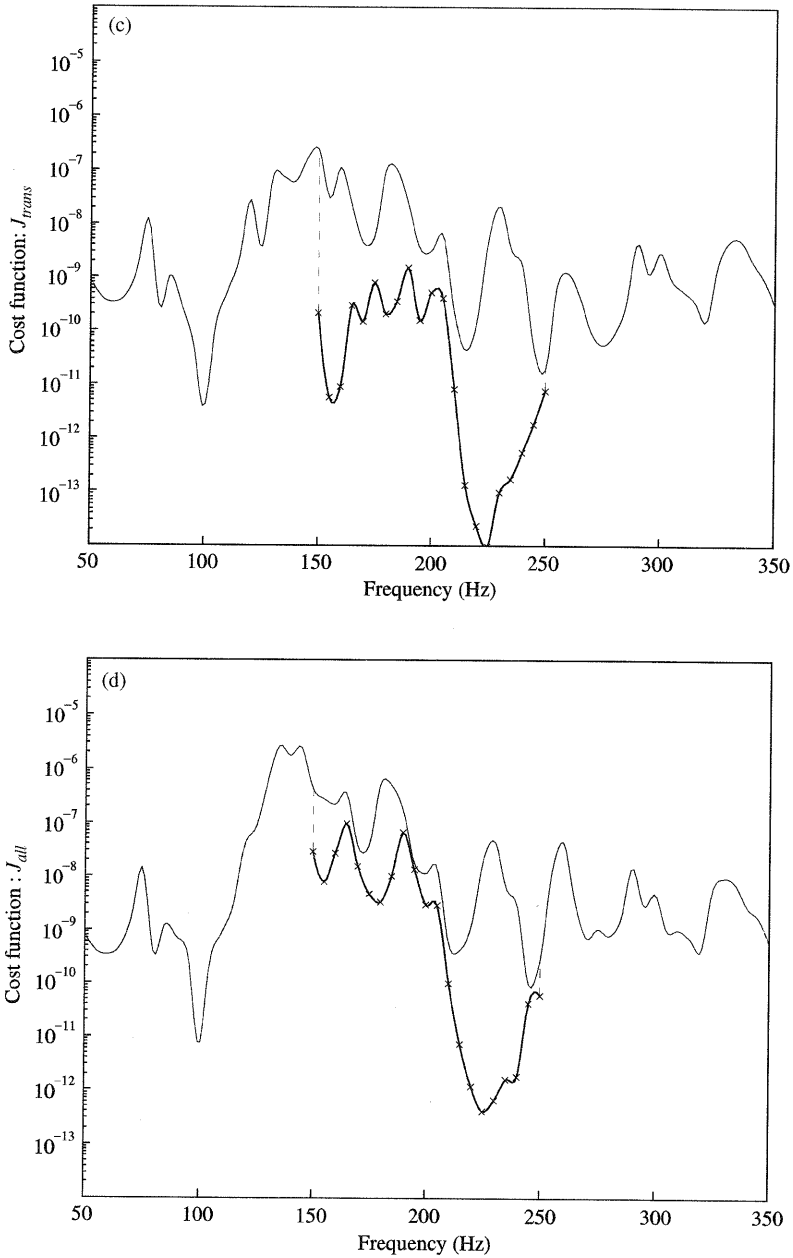 (c)
10⁻⁵
10⁻⁶
10⁻⁷
10⁻⁸
10⁻⁹
10⁻¹⁰
10⁻¹¹
10⁻¹²
10⁻¹³
Cost function: J_trans
50 100 150 200 250 300 350
Frequency (Hz)
(d)
10⁻⁵
10⁻⁶
10⁻⁷
10⁻⁸
10⁻⁹
10⁻¹⁰
10⁻¹¹
10⁻¹²
10⁻¹³
Cost function : J_all
50 100 150 200 250 300 350
Frequency (Hz)